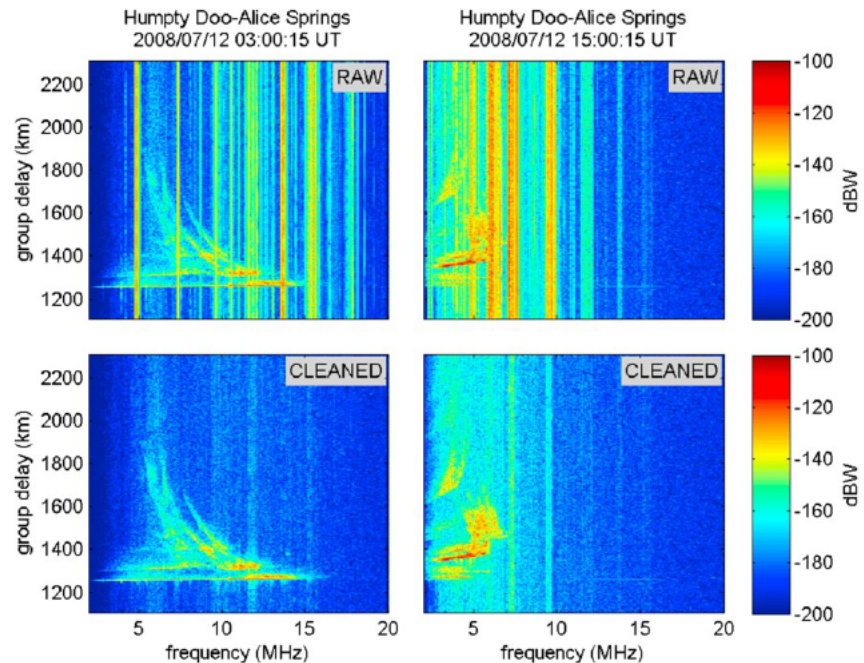 Humpty Doo-Alice Springs
2008/07/12 03:00:15 UT
Humpty Doo-Alice Springs
2008/07/12 15:00:15 UT
RAW
RAW
group delay (km)
2200
2000
1800
1600
1400
1200
-100
-120
-140
-160
-180
-200
dBW
CLEANED
CLEANED
group delay (km)
2200
2000
1800
1600
1400
1200
5 10 15 20
frequency (MHz)
5 10 15 20
frequency (MHz)
-100
-120
-140
-160
-180
-200
dBW